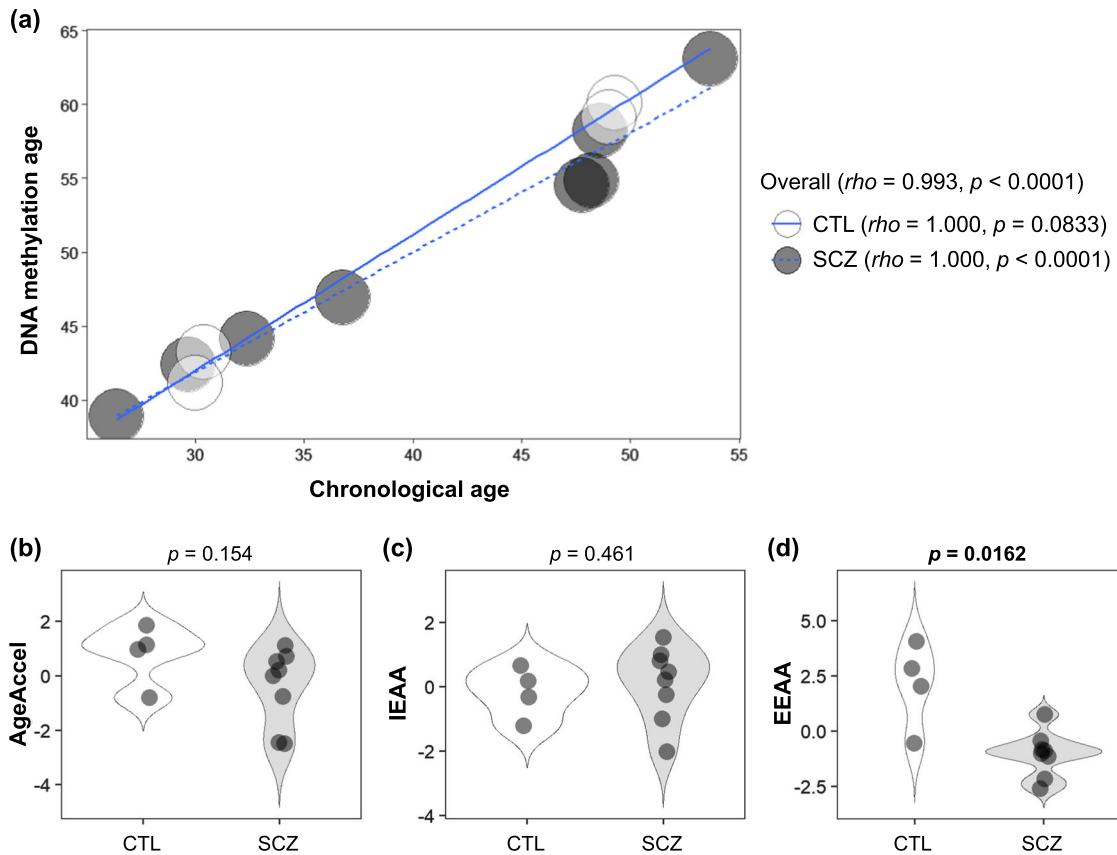 (a)
65
60
55
50
45
40
DNA methylation age
30
35
40
45
50
55
Chronological age
Overall (rho = 0.993, p < 0.0001)
CTL (rho = 1.000, p = 0.0833)
SCZ (rho = 1.000, p < 0.0001)
(b)
p = 0.154
2
0
-2
-4
AgeAccel
CTL
SCZ
(c)
p = 0.461
2
0
-2
-4
IEAA
CTL
SCZ
(d)
p = 0.0162
5.0
2.5
0.0
-2.5
EEAA
CTL
SCZ